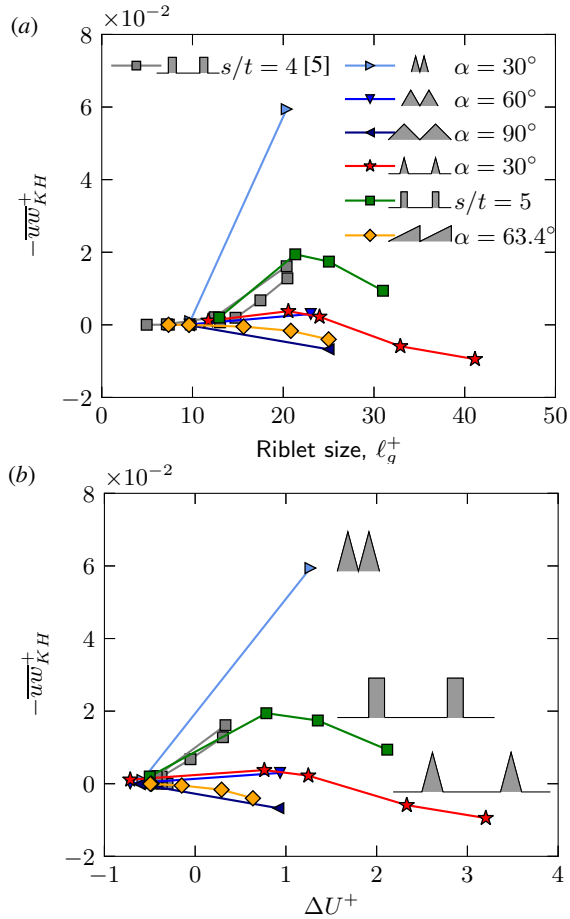 (a)
×10⁻²
s/t = 4 [5]
α = 30°
α = 60°
α = 90°
α = 30°
s/t = 5
α = 63.4°
8
6
4
2
0
−2
−u̅w̅⁺_KH
0 10 20 30 40 50
Riblet size, ℓ_g⁺
(b)
×10⁻²
8
6
4
2
0
−2
−u̅w̅⁺_KH
−1 0 1 2 3 4
ΔU⁺